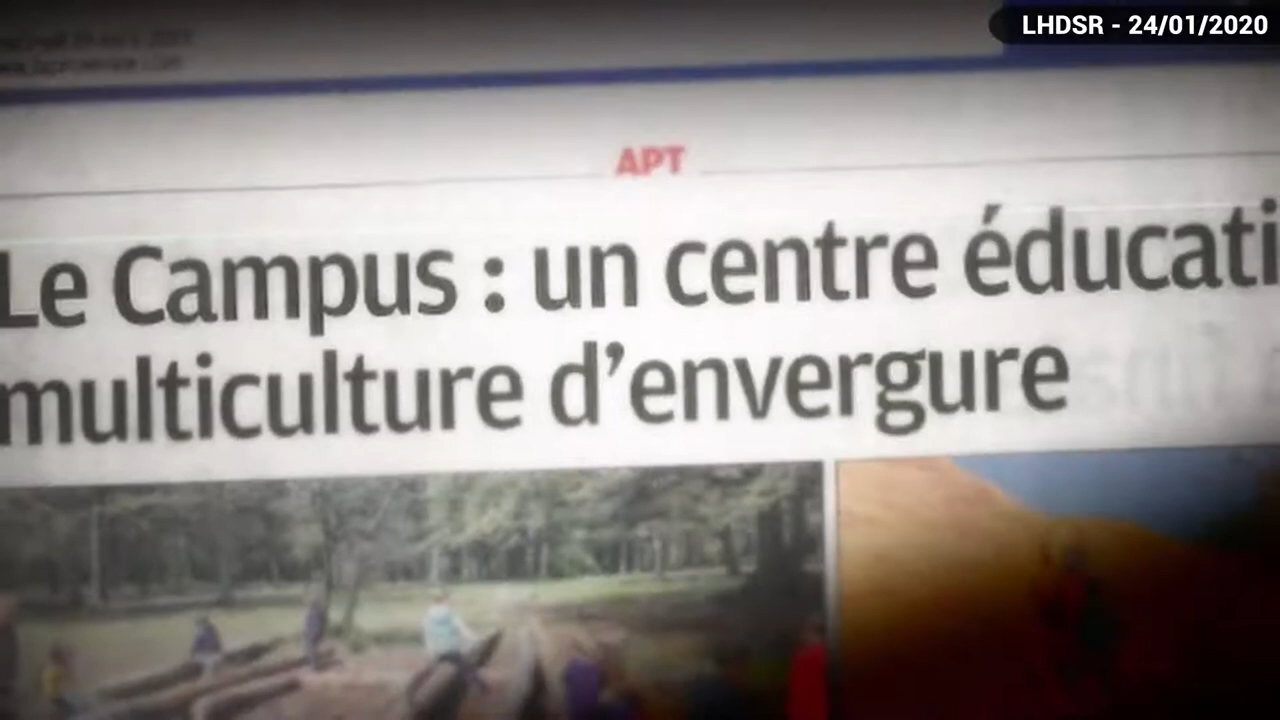 LHDSR - 24/01/2020
APT
Le Campus : un centre éducati
multiculture d'envergure